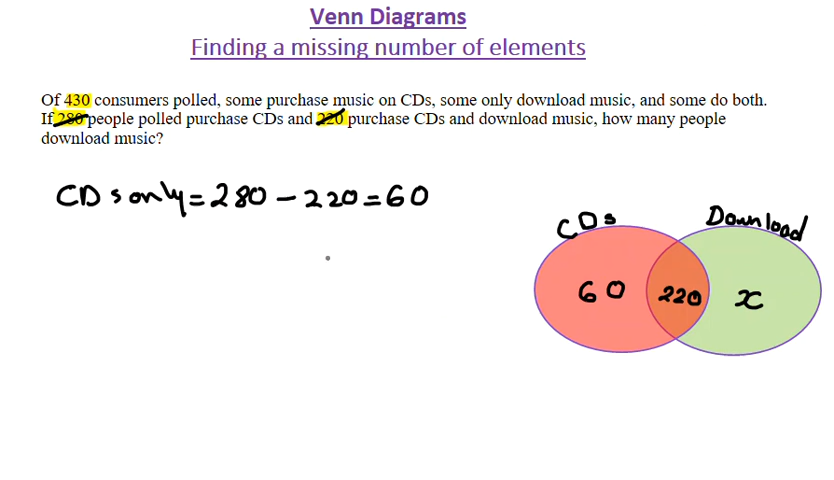 Venn Diagrams
Finding a missing number of elements
Of 430 consumers polled, some purchase music on CDs, some only download music, and some do both.
If 280 people polled purchase CDs and 220 purchase CDs and download music, how many people
download music?
CDs only = 280 - 220 = 60
CDs Download
60 220 x